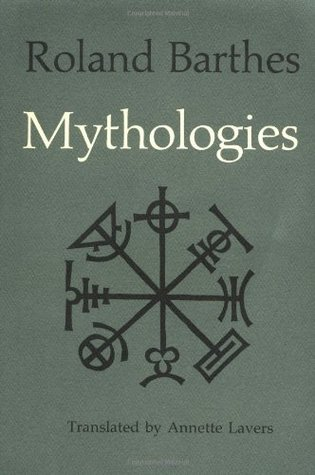 Roland Barthes
Mythologies
Translated by Annette Lavers